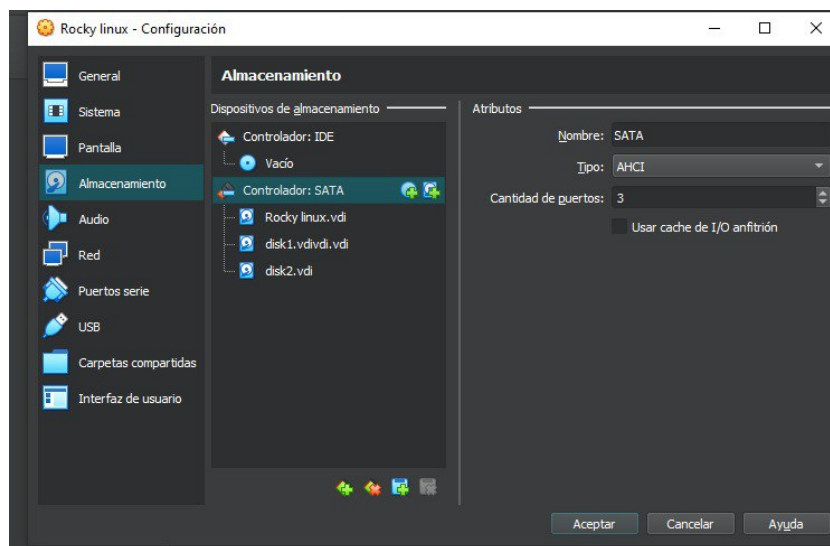 Rocky linux - Configuración
General
Sistema
Pantalla
Almacenamiento
Audio
Red
Puertos serie
USB
Carpetas compartidas
Interfaz de usuario
Almacenamiento
Dispositivos de almacenamiento
Controlador: IDE
Vacío
Controlador: SATA
Rocky linux.vdi
disk1.vdivdi.vdi
disk2.vdi
Atributos
Nombre: SATA
Tipo: AHCI
Cantidad de puertos: 3
Usar cache de I/O anfitrión
Aceptar Cancelar Ayuda